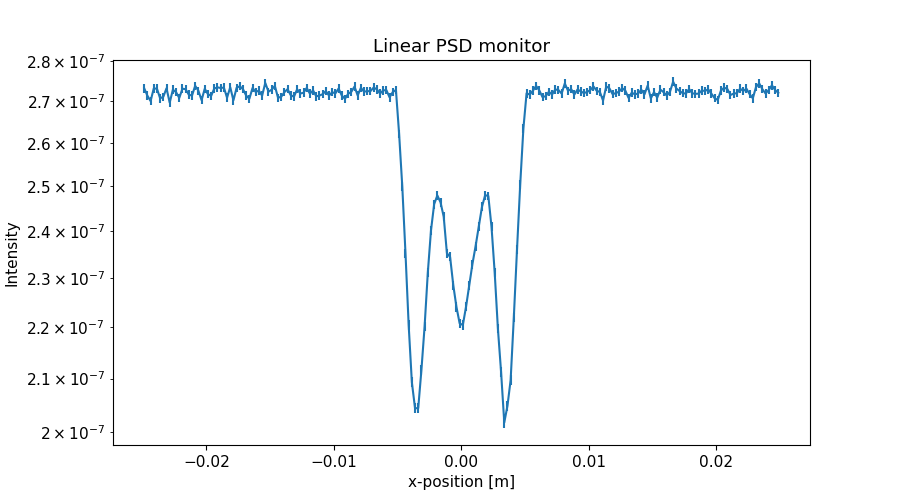 Linear PSD monitor
2.8 × 10⁻⁷
2.7 × 10⁻⁷
2.6 × 10⁻⁷
2.5 × 10⁻⁷
2.4 × 10⁻⁷
2.3 × 10⁻⁷
2.2 × 10⁻⁷
2.1 × 10⁻⁷
2 × 10⁻⁷
Intensity
−0.02 −0.01 0.00 0.01 0.02
x-position [m]